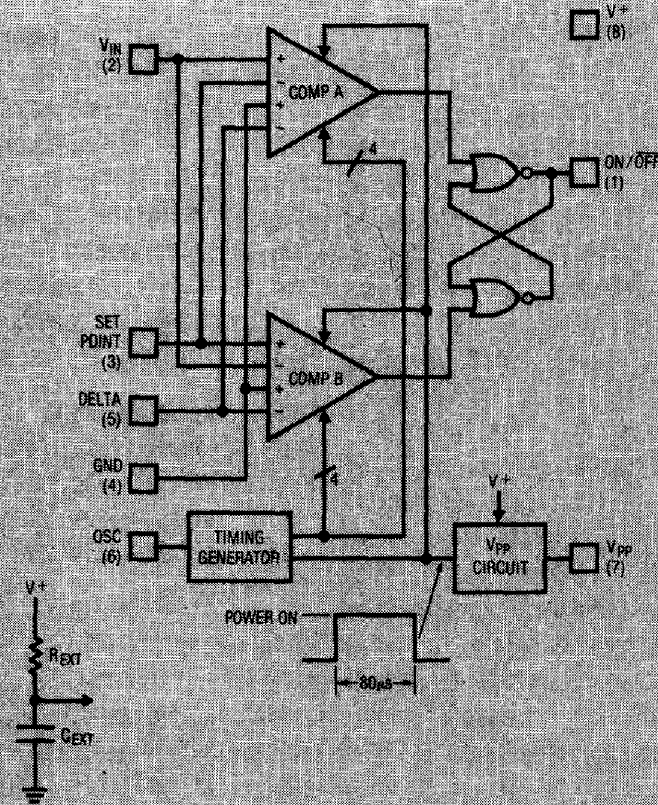 V+
(8)
VIN
(2)
+
−
+
−
COMP A
4
ON/OFF
(1)
SET
POINT
(3)
+
−
+
−
COMP B
DELTA
(5)
GND
(4)
4
V+
OSC
(6)
TIMING
GENERATOR
VPP
CIRCUIT
VPP
(7)
V+
REXT
CEXT
POWER ON
80µs